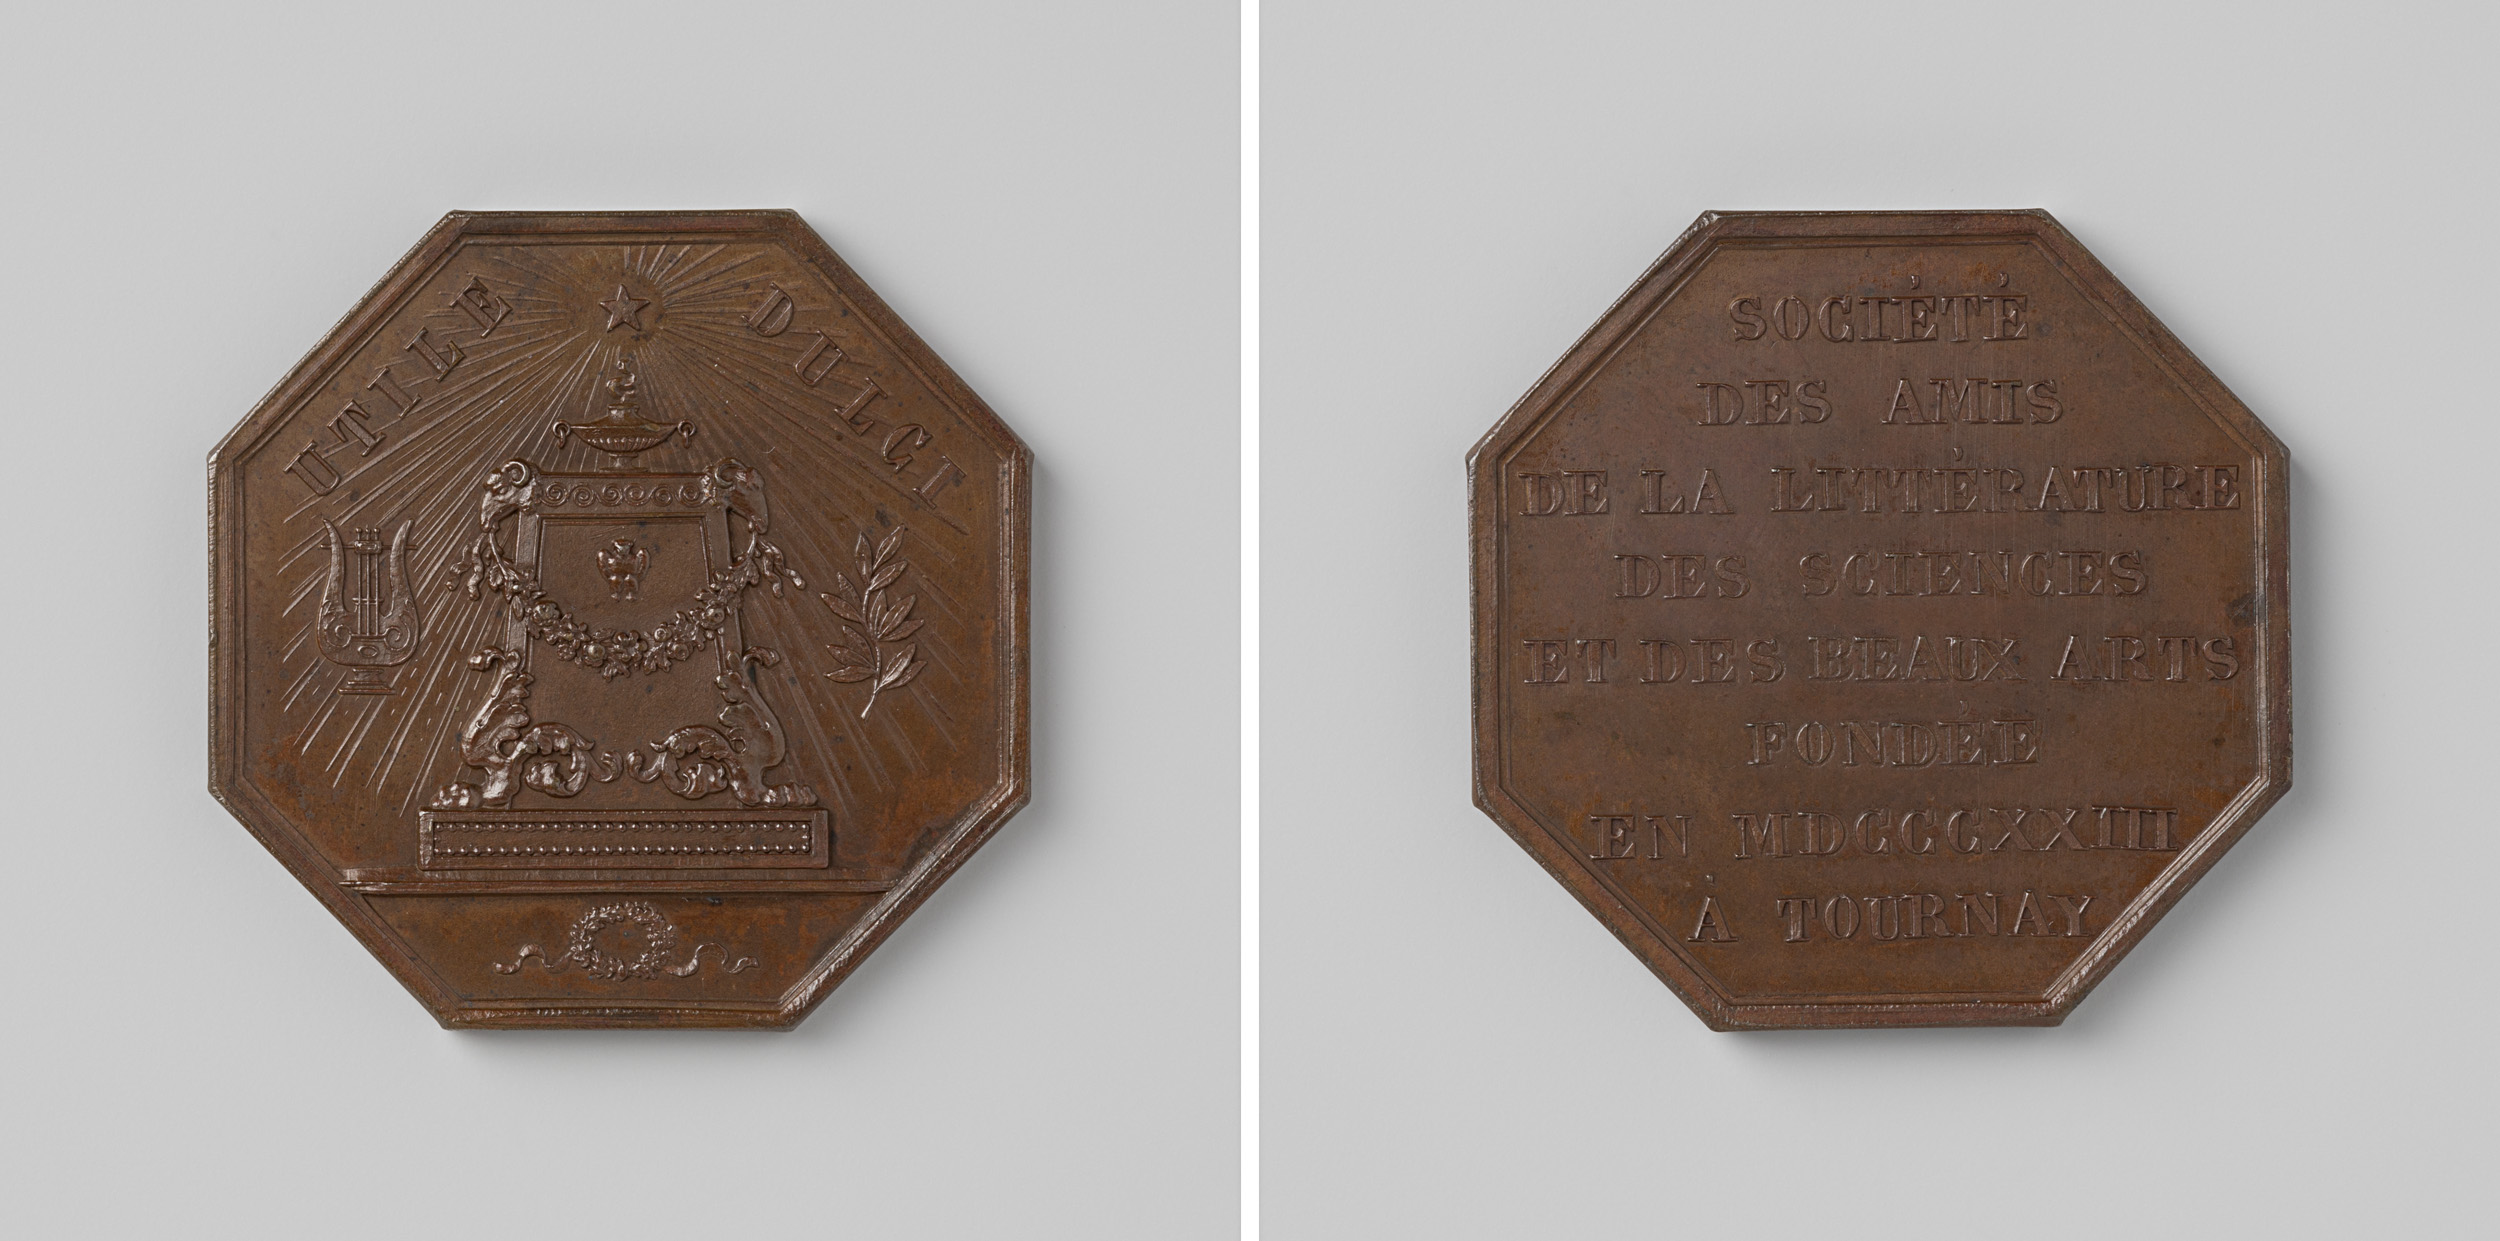 UTILE DULCI
SOCIÉTÉ
DES AMIS
DE LA LITTÉRATURE
DES SCIENCES
ET DES BEAUX ARTS
FONDÉE
EN MDCCCXXIII
À TOURNAY